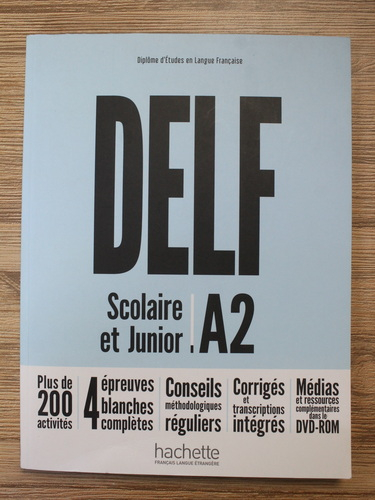 Diplôme d'Études en Langue Française
DELF
Scolaire
et Junior
A2
Plus de
200
activités
4 épreuves
blanches
complètes
Conseils
méthodologiques
réguliers
Corrigés
et transcriptions
intégrés
Médias
et ressources
complémentaires
dans le
DVD-ROM
hachette
FRANÇAIS LANGUE ÉTRANGÈRE